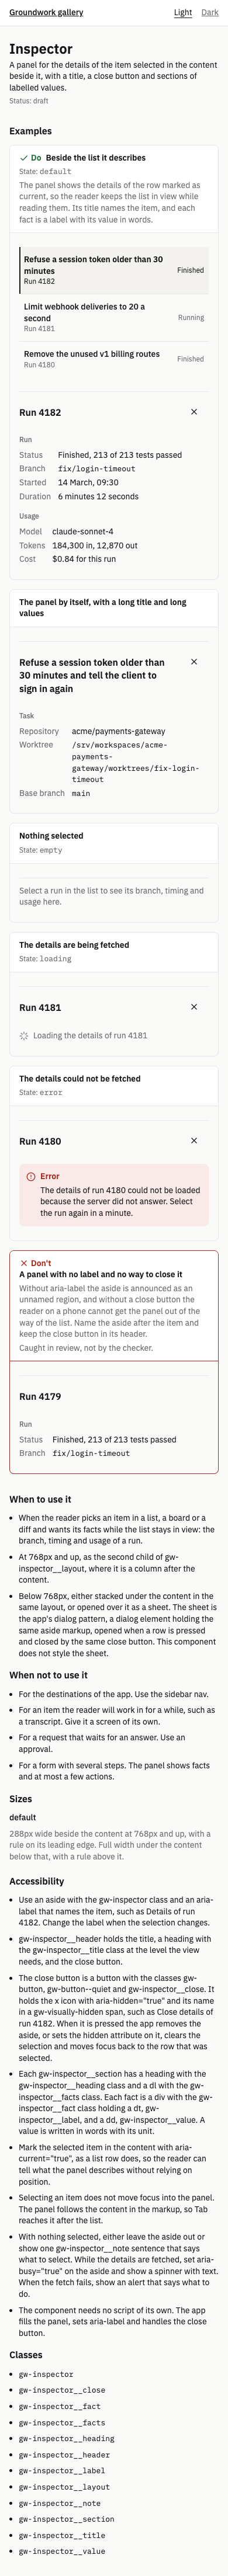 Groundwork gallery
Light
Dark
Inspector
A panel for the details of the item selected in the content
beside it, with a title, a close button and sections of
labelled values.
Status: draft
Examples
Do Beside the list it describes
State: default
The panel shows the details of the row marked as
current, so the reader keeps the list in view while
reading them. Its title names the item, and each
fact is a label with its value in words.
Refuse a session token older than 30
minutes
Run 4182
Finished
Limit webhook deliveries to 20 a
second
Run 4181
Running
Remove the unused v1 billing routes
Run 4180
Finished
Run 4182
Run
Status Finished, 213 of 213 tests passed
Branch fix/login-timeout
Started 14 March, 09:30
Duration 6 minutes 12 seconds
Usage
Model claude-sonnet-4
Tokens 184,300 in, 12,870 out
Cost $0.84 for this run
The panel by itself, with a long title and long
values
Refuse a session token older than
30 minutes and tell the client to
sign in again
Task
Repository acme/payments-gateway
Worktree /srv/workspaces/acme-
payments-
gateway/worktrees/fix-login-
timeout
Base branch main
Nothing selected
State: empty
Select a run in the list to see its branch, timing and
usage here.
The details are being fetched
State: loading
Run 4181
Loading the details of run 4181
The details could not be fetched
State: error
Run 4180
Error
The details of run 4180 could not be loaded
because the server did not answer. Select
the run again in a minute.
Don't
A panel with no label and no way to close it
Without aria-label the aside is announced as an
unnamed region, and without a close button the
reader on a phone cannot get the panel out of the
way of the list. Name the aside after the item and
keep the close button in its header.
Caught in review, not by the checker.
Run 4179
Run
Status Finished, 213 of 213 tests passed
Branch fix/login-timeout
When to use it
• When the reader picks an item in a list, a board or a
diff and wants its facts while the list stays in view: the
branch, timing and usage of a run.
• At 768px and up, as the second child of gw-
inspector__layout, where it is a column after the
content.
• Below 768px, either stacked under the content in the
same layout, or opened over it as a sheet. The sheet is
the app's dialog pattern, a dialog element holding the
same aside markup, opened when a row is pressed
and closed by the same close button. This component
does not style the sheet.
When not to use it
• For the destinations of the app. Use the sidebar nav.
• For an item the reader will work in for a while, such as
a transcript. Give it a screen of its own.
• For a request that waits for an answer. Use an
approval.
• For a form with several steps. The panel shows facts
and at most a few actions.
Sizes
default
288px wide beside the content at 768px and up, with a
rule on its leading edge. Full width under the content
below that, with a rule above it.
Accessibility
• Use an aside with the gw-inspector class and an aria-
label that names the item, such as Details of run
4182. Change the label when the selection changes.
• gw-inspector__header holds the title, a heading with
the gw-inspector__title class at the level the view
needs, and the close button.
• The close button is a button with the classes gw-
button, gw-button--quiet and gw-inspector__close. It
holds the x icon with aria-hidden="true" and its name
in a gw-visually-hidden span, such as Close details of
run 4182. When it is pressed the app removes the
aside, or sets the hidden attribute on it, clears the
selection and moves focus back to the row that was
selected.
• Each gw-inspector__section has a heading with the
gw-inspector__heading class and a dl with the gw-
inspector__facts class. Each fact is a div with the gw-
inspector__fact class holding a dt, gw-
inspector__label, and a dd, gw-inspector__value. A
value is written in words with its unit.
• Mark the selected item in the content with aria-
current="true", as a list row does, so the reader can
tell what the panel describes without relying on
position.
• Selecting an item does not move focus into the panel.
The panel follows the content in the markup, so Tab
reaches it after the list.
• With nothing selected, either leave the aside out or
show one gw-inspector__note sentence that says
what to select. While the details are fetched, set aria-
busy="true" on the aside and show a spinner with text.
When the fetch fails, show an alert that says what to
do.
• The component needs no script of its own. The app
fills the panel, sets aria-label and handles the close
button.
Classes
• gw-inspector
• gw-inspector__close
• gw-inspector__fact
• gw-inspector__facts
• gw-inspector__heading
• gw-inspector__header
• gw-inspector__label
• gw-inspector__layout
• gw-inspector__note
• gw-inspector__section
• gw-inspector__title
• gw-inspector__value